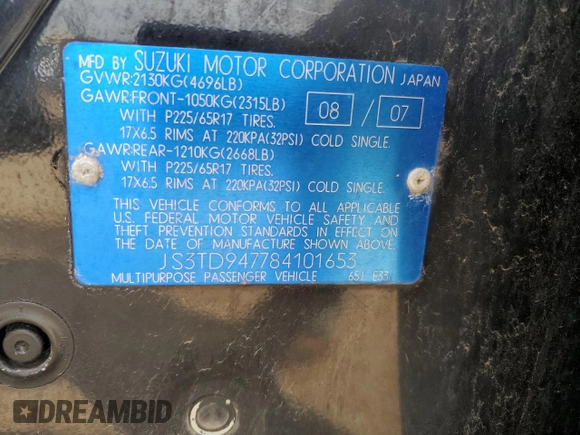 MFD BY SUZUKI MOTOR CORPORATION JAPAN
GVWR:2130KG(4696LB)
GAWR:FRONT-1050KG(2315LB) 08 / 07
WITH P225/65R17 TIRES.
17X6.5 RIMS AT 220KPA(32PSI) COLD SINGLE.
GAWR:REAR-1210KG(2668LB)
WITH P225/65R17 TIRES.
17X6.5 RIMS AT 220KPA(32PSI) COLD SINGLE.
THIS VEHICLE CONFORMS TO ALL APPLICABLE
U.S. FEDERAL MOTOR VEHICLE SAFETY AND
THEFT PREVENTION STANDARDS IN EFFECT ON
THE DATE OF MANUFACTURE SHOWN ABOVE.
JS3TD947784101653
MULTIPURPOSE PASSENGER VEHICLE 65J E33
DREAMBID